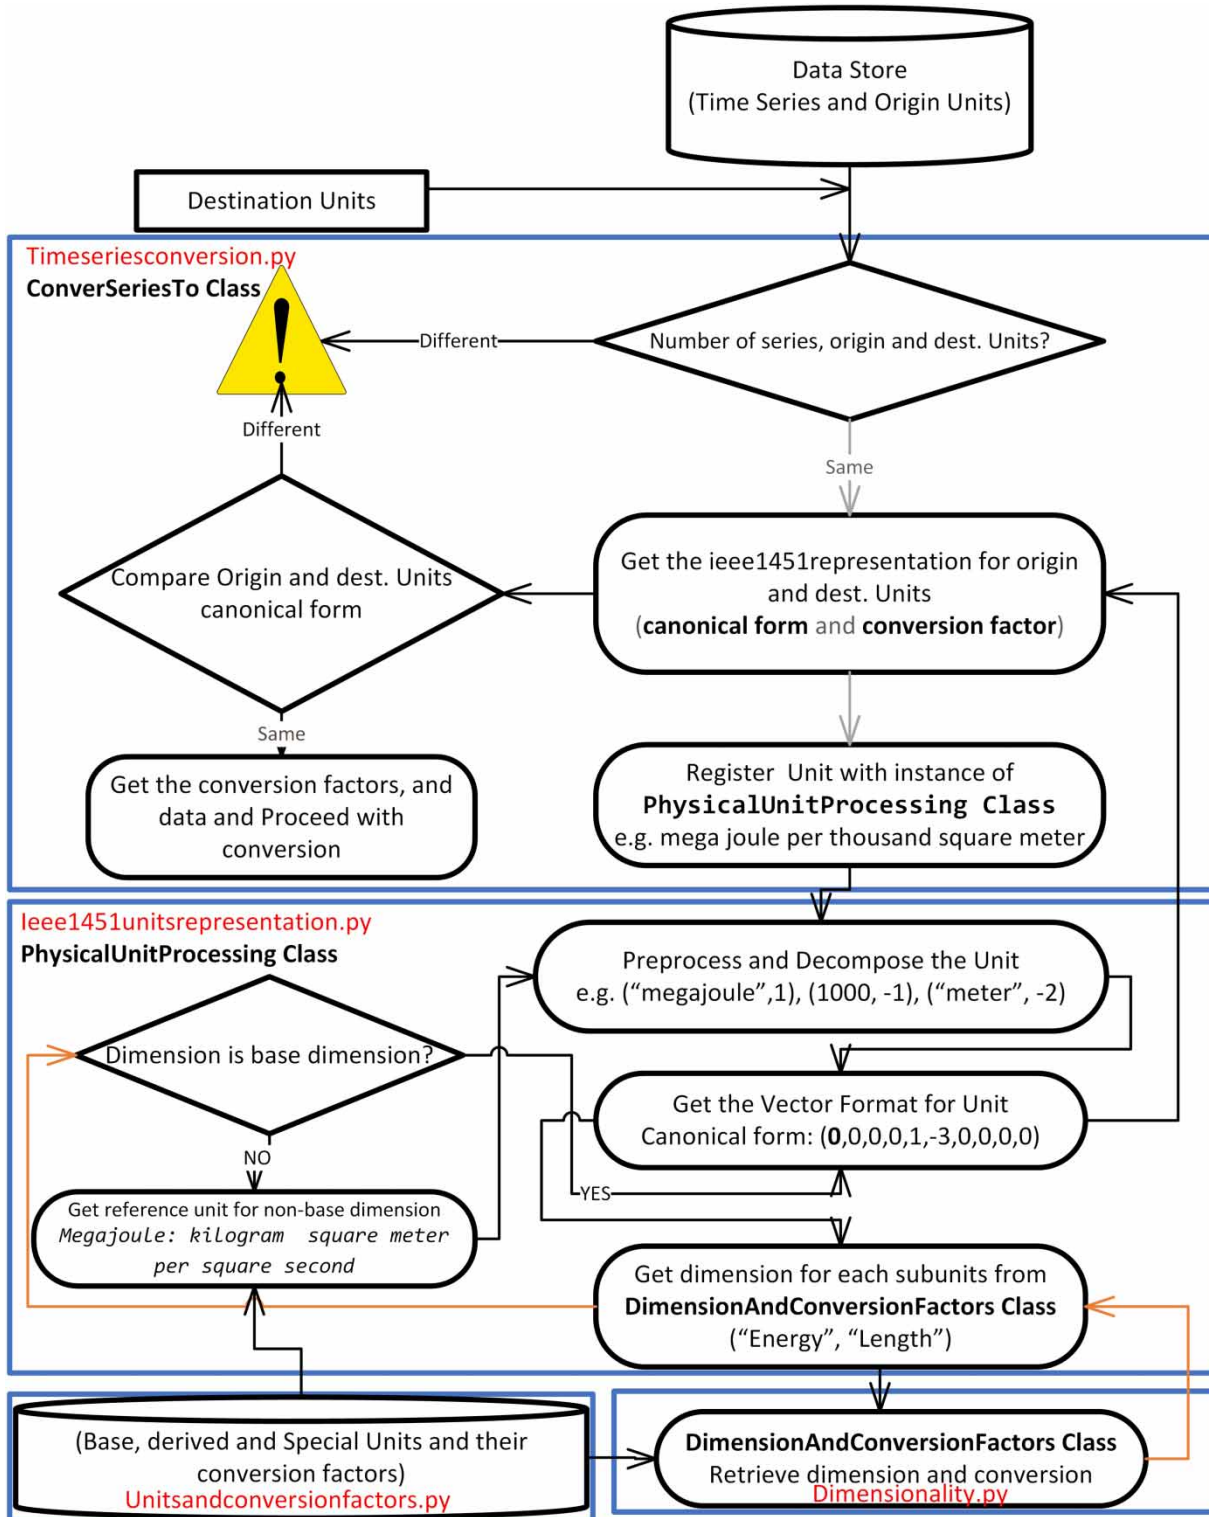 Data Store
(Time Series and Origin Units)
Destination Units
Timeseriesconversion.py
ConverSeriesTo Class
Different
Number of series, origin and dest. Units?
Different
Same
Compare Origin and dest. Units
canonical form
Get the ieee1451representation for origin
and dest. Units
(canonical form and conversion factor)
Same
Get the conversion factors, and
data and Proceed with
conversion
Register Unit with instance of
PhysicalUnitProcessing Class
e.g. mega joule per thousand square meter
Ieee1451unitsrepresentation.py
PhysicalUnitProcessing Class
Preprocess and Decompose the Unit
e.g. (“megajoule”,1), (1000, -1), (“meter”, -2)
Dimension is base dimension?
Get the Vector Format for Unit
Canonical form: (0,0,0,0,1,-3,0,0,0,0)
NO
YES
Get reference unit for non-base dimension
Megajoule: kilogram square meter
per square second
Get dimension for each subunits from
DimensionAndConversionFactors Class
(“Energy”, “Length”)
(Base, derived and Special Units and their
conversion factors)
Unitsandconversionfactors.py
DimensionAndConversionFactors Class
Retrieve dimension and conversion
Dimensionality.py